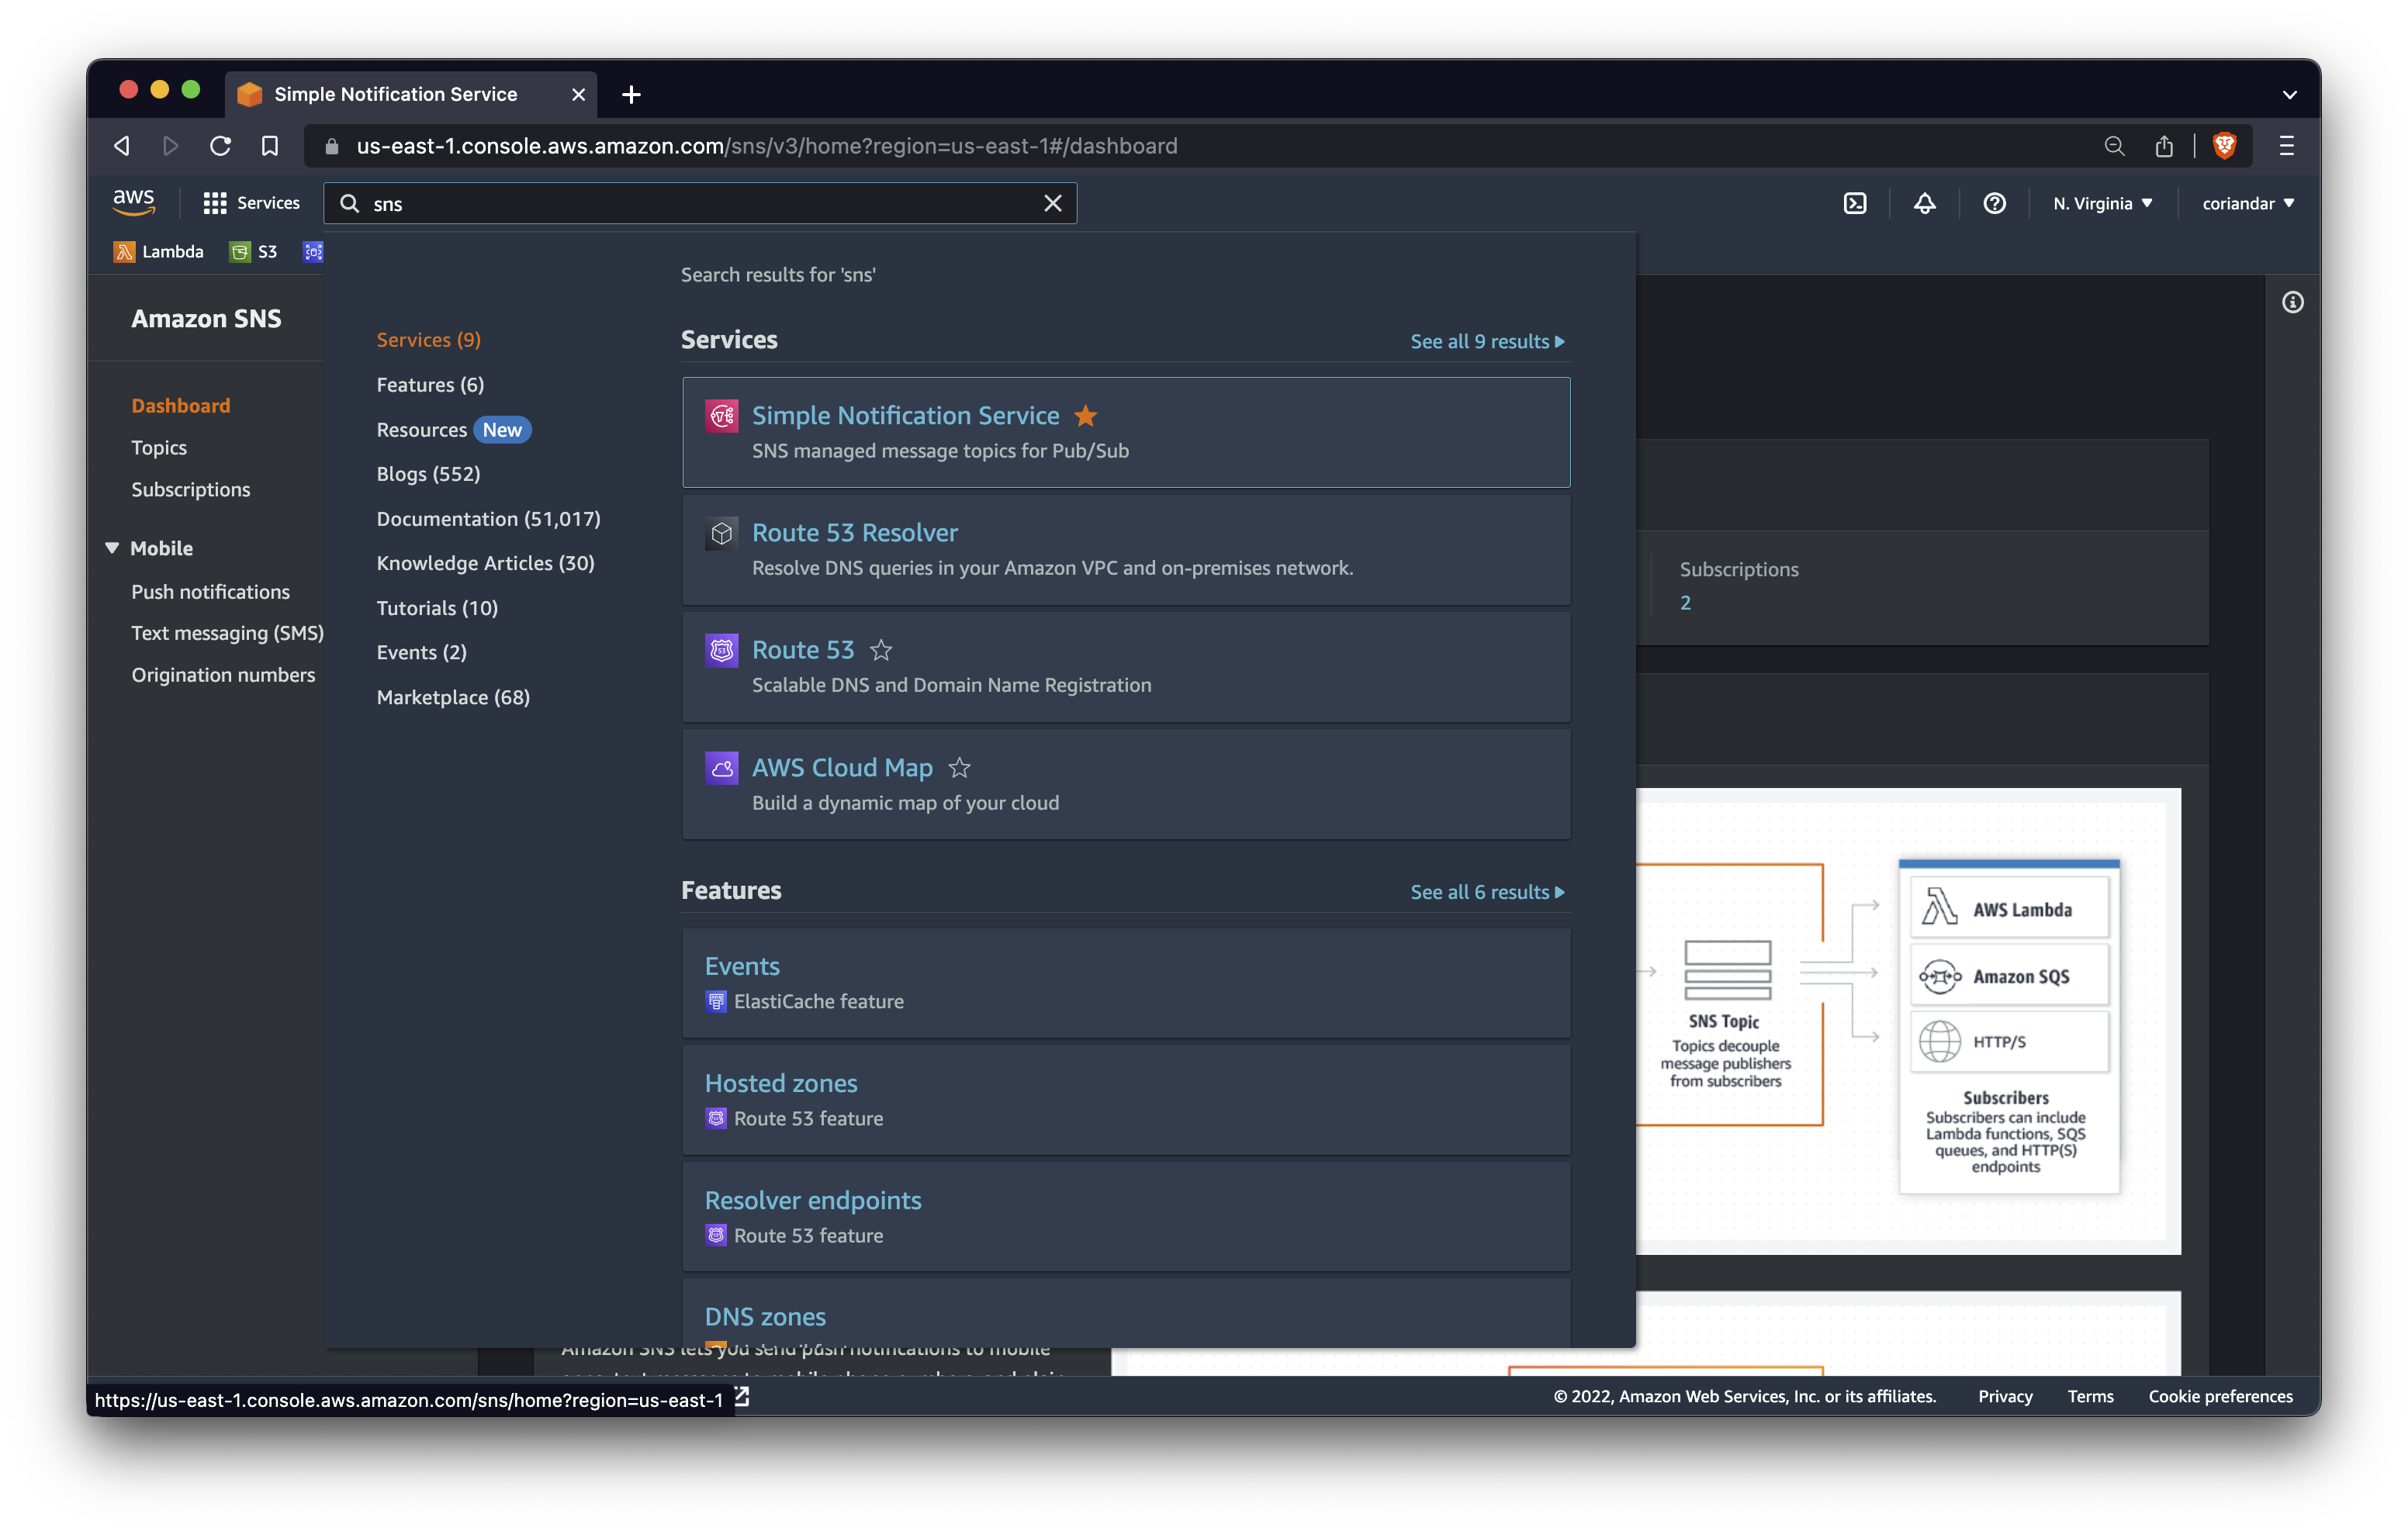 Simple Notification Service
us-east-1.console.aws.amazon.com/sns/v3/home?region=us-east-1#/dashboard
aws
Services
sns
N. Virginia
coriandar
Lambda
S3
Search results for 'sns'
Amazon SNS
Dashboard
Topics
Subscriptions
Mobile
Push notifications
Text messaging (SMS)
Origination numbers
Services (9)
Features (6)
Resources New
Blogs (552)
Documentation (51,017)
Knowledge Articles (30)
Tutorials (10)
Events (2)
Marketplace (68)
Services
See all 9 results
Simple Notification Service
SNS managed message topics for Pub/Sub
Route 53 Resolver
Resolve DNS queries in your Amazon VPC and on-premises network.
Route 53
Scalable DNS and Domain Name Registration
AWS Cloud Map
Build a dynamic map of your cloud
Features
See all 6 results
Events
ElastiCache feature
Hosted zones
Route 53 feature
Resolver endpoints
Route 53 feature
DNS zones
Subscriptions
2
SNS Topic
Topics decouple
message publishers
from subscribers
AWS Lambda
Amazon SQS
HTTP/S
Subscribers
Subscribers can include
Lambda functions, SQS
queues, and HTTP(S)
endpoints
Amazon SNS lets you send push notifications to mobile
https://us-east-1.console.aws.amazon.com/sns/home?region=us-east-1
© 2022, Amazon Web Services, Inc. or its affiliates.
Privacy
Terms
Cookie preferences